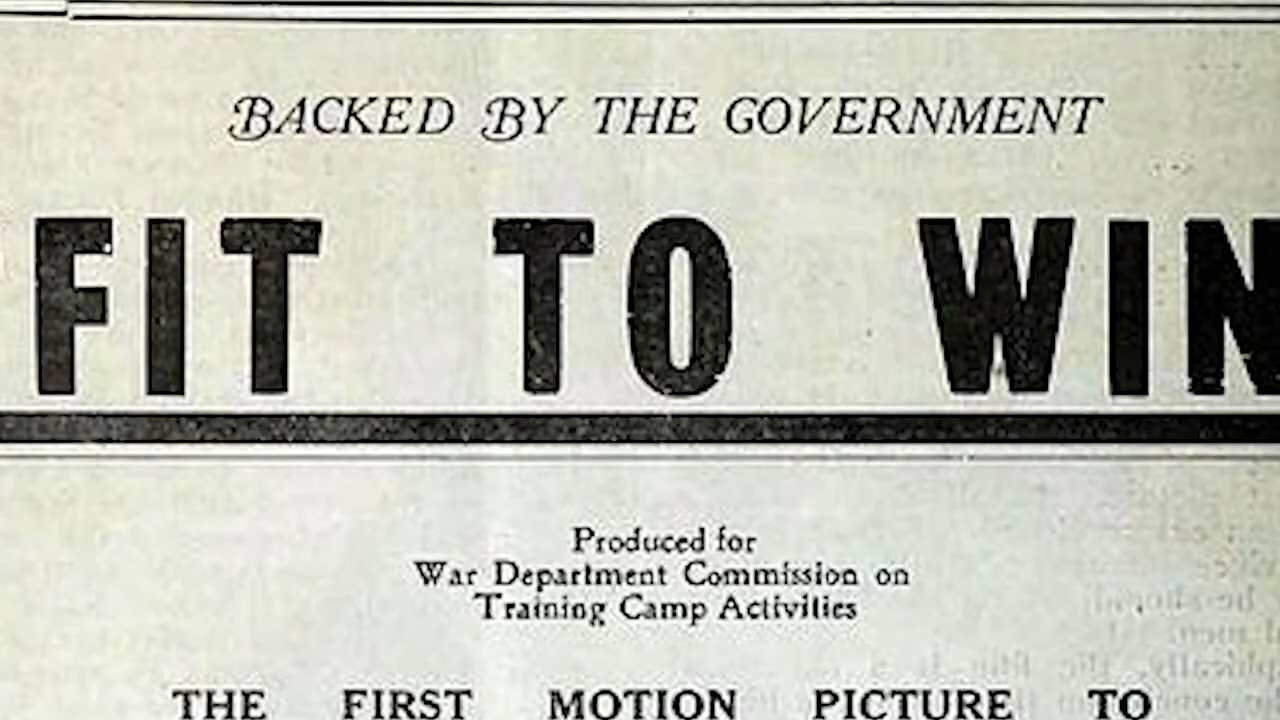 BACKED BY THE GOVERNMENT
FIT TO WIN
Produced for
War Department Commission on
Training Camp Activities
THE FIRST MOTION PICTURE TO